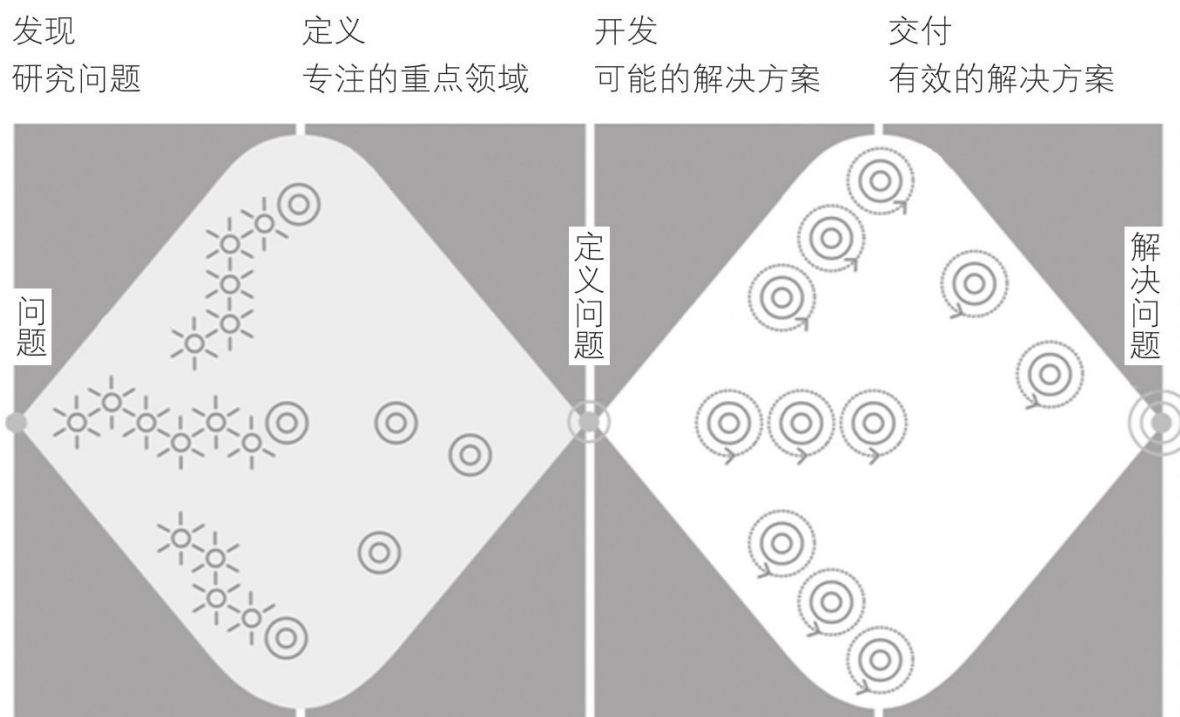 发现
研究问题
定义
专注的重点领域
开发
可能的解决方案
交付
有效的解决方案
问题
定义问题
解决问题